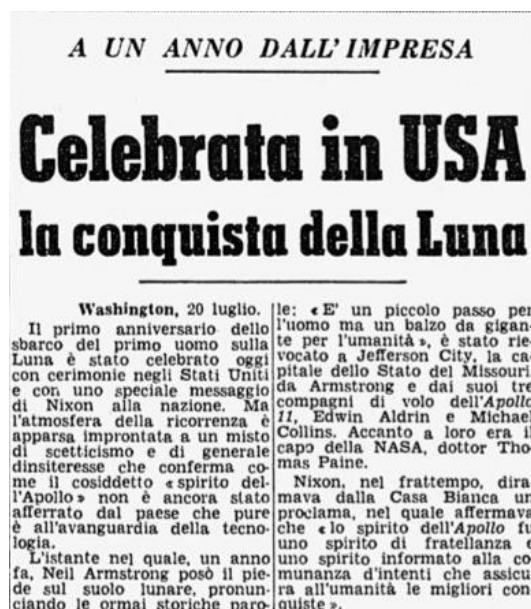 A UN ANNO DALL'IMPRESA
Celebrata in USA
la conquista della Luna
Washington, 20 luglio.
Il primo anniversario dello
sbarco del primo uomo sulla
Luna è stato celebrato oggi
con cerimonie negli Stati Uniti
e con uno speciale messaggio
di Nixon alla nazione. Ma
l'atmosfera della ricorrenza è
apparsa improntata a un misto
di scetticismo e di generale
dinsiteresse che conferma co-
me il cosiddetto «spirito del-
l'Apollo» non è ancora stato
afferrato dal paese che pure
è all'avanguardia della tecno-
logia.
L'istante nel quale, un anno
fa, Neil Armstrong posò il pie-
de sul suolo lunare, pronun-
ciando le ormai storiche paro-
le: «E' un piccolo passo per
l'uomo ma un balzo da gigan-
te per l'umanità», è stato rie-
vocato a Jefferson City, la ca-
pitale dello Stato del Missouri
da Armstrong e dai suoi tre
compagni di volo dell'Apollo
11, Edwin Aldrin e Michael
Collins. Accanto a loro era il
capo della NASA, dottor Tho-
mas Paine.
Nixon, nel frattempo, dira-
mava dalla Casa Bianca un
proclama, nel quale affermava
che «lo spirito dell'Apollo fu
uno spirito di fratellanza e
uno spirito informato alla co-
munanza d'intenti che assicu-
ra all'umanità le migliori con-
quiste».